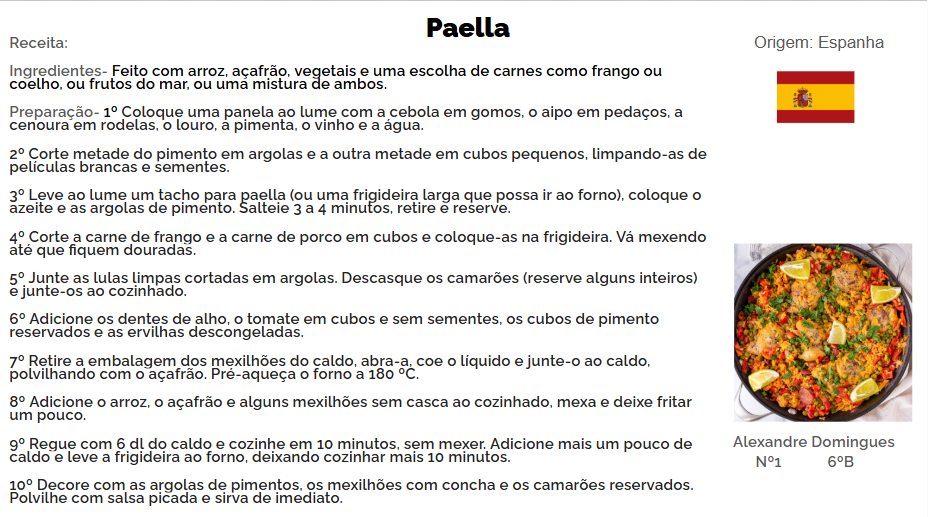 Paella
Receita:
Origem: Espanha
Ingredientes- Feito com arroz, açafrão, vegetais e uma escolha de carnes como frango ou
coelho, ou frutos do mar, ou uma mistura de ambos.
Preparação- 1º Coloque uma panela ao lume com a cebola em gomos, o aipo em pedaços, a
cenoura em rodelas, o louro, a pimenta, o vinho e a água.
2º Corte metade do pimento em argolas e a outra metade em cubos pequenos, limpando-as de
películas brancas e sementes.
3º Leve ao lume um tacho para paella (ou uma frigideira larga que possa ir ao forno), coloque o
azeite e as argolas de pimento. Salteie 3 a 4 minutos, retire e reserve.
4º Corte a carne de frango e a carne de porco em cubos e coloque-as na frigideira. Vá mexendo
até que fiquem douradas.
5º Junte as lulas limpas cortadas em argolas. Descasque os camarões (reserve alguns inteiros)
e junte-os ao cozinhado.
6º Adicione os dentes de alho, o tomate em cubos e sem sementes, os cubos de pimento
reservados e as ervilhas descongeladas.
7º Retire a embalagem dos mexilhões do caldo, abra-a, coe o líquido e junte-o ao caldo,
polvilhando com o açafrão. Pré-aqueça o forno a 180 ºC.
8º Adicione o arroz, o açafrão e alguns mexilhões sem casca ao cozinhado, mexa e deixe fritar
um pouco.
9º Regue com 6 dl do caldo e cozinhe em 10 minutos, sem mexer. Adicione mais um pouco de
caldo e leve a frigideira ao forno, deixando cozinhar mais 10 minutos.
10º Decore com as argolas de pimentos, os mexilhões com concha e os camarões reservados.
Polvilhe com salsa picada e sirva de imediato.
Alexandre Domingues
Nº1 6ºB